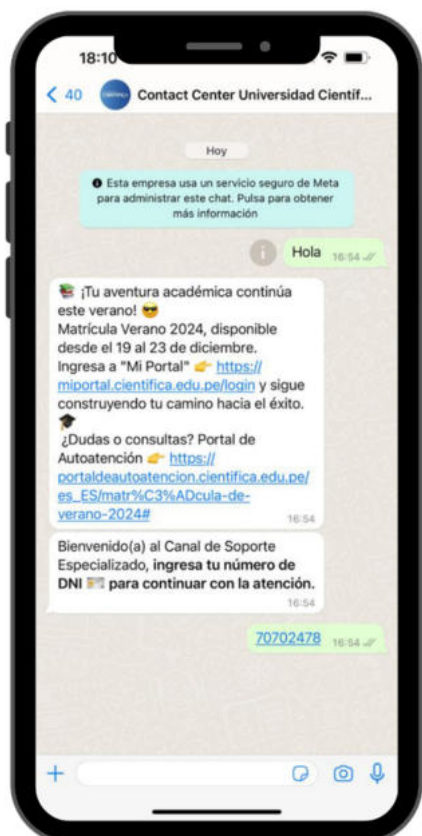 18:10
40
Contact Center Universidad Científ...
Hoy
Esta empresa usa un servicio seguro de Meta
para administrar este chat. Pulsa para obtener
más información
Hola 16:54
📚 ¡Tu aventura académica continúa
este verano! 😎
Matrícula Verano 2024, disponible
desde el 19 al 23 de diciembre.
Ingresa a "Mi Portal" 👉 https://
miportal.cientifica.edu.pe/login y sigue
construyendo tu camino hacia el éxito.
🎓
¿Dudas o consultas? Portal de
Autoatención 👉 https://
portaldeautoatencion.cientifica.edu.pe/
es_ES/matr%C3%ADcula-de-
verano-2024#
16:54
Bienvenido(a) al Canal de Soporte
Especializado, ingresa tu número de
DNI 🪪 para continuar con la atención.
16:54
70702478 16:54